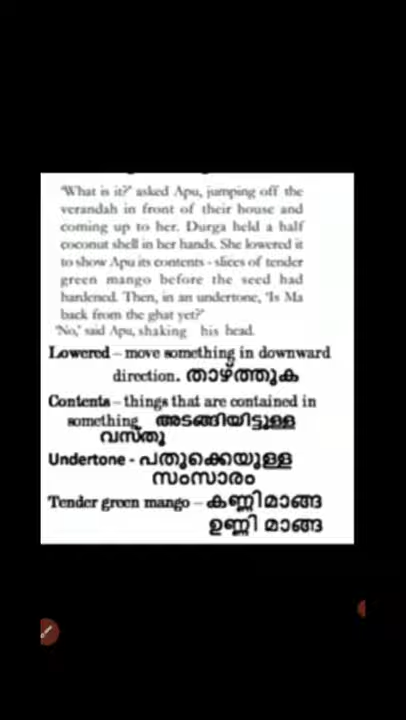 'What is it?' asked Apu, jumping off the
verandah in front of their house and
coming up to her. Durga held a half
coconut shell in her hands. She lowered it
to show Apu its contents - slices of tender
green mango before the seed had
hardened. Then, in an undertone, 'Is Ma
back from the ghat yet?'
'No,' said Apu, shaking his head.
Lowered – move something in downward
direction. താഴ്ത്തുക
Contents – things that are contained in
something. അടങ്ങിയിട്ടുള്ള
വസ്തു
Undertone - പതുക്കെയുള്ള
സംസാരം
Tender green mango – കണ്ണിമാങ്ങ
ഉണ്ണി മാങ്ങ